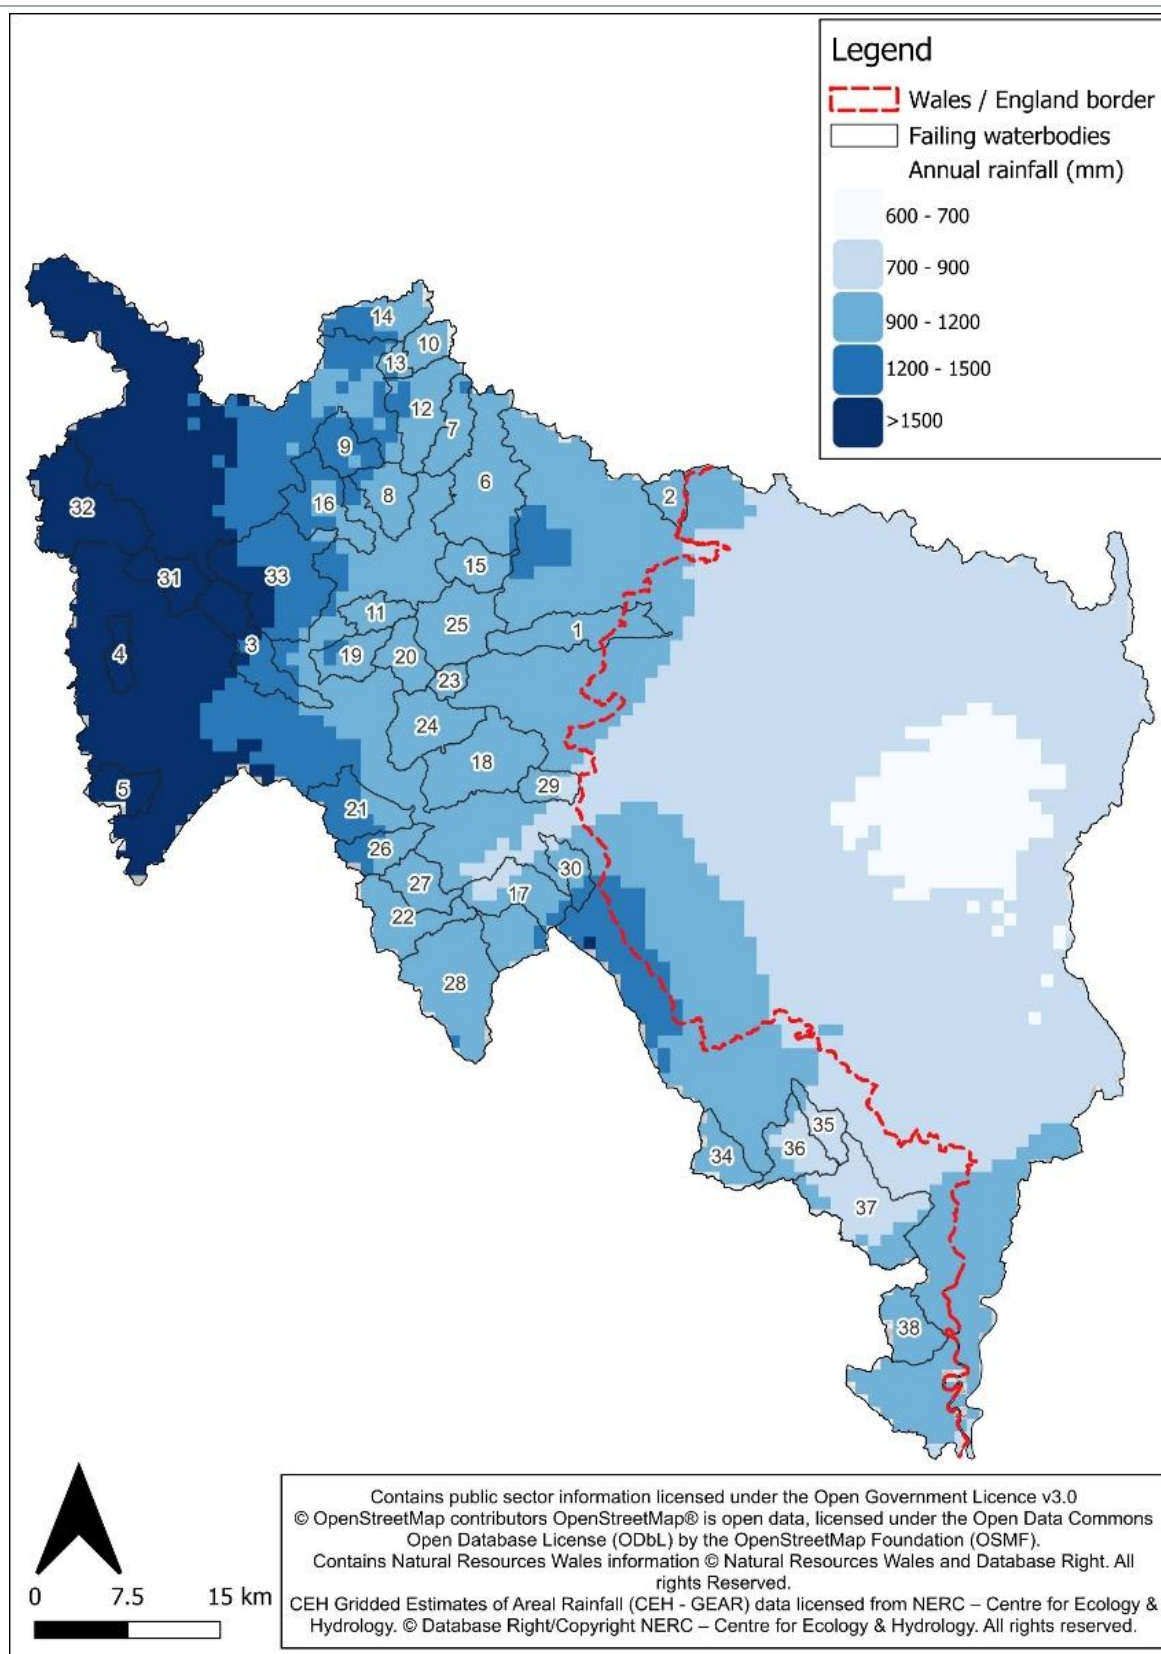 Legend
Wales / England border
Failing waterbodies
Annual rainfall (mm)
600 - 700
700 - 900
900 - 1200
1200 - 1500
>1500
14
10
13
12
7
9
6
8
2
32
16
15
31
33
11
25
1
4
3
19
20
23
24
18
5
29
21
26
30
27
17
22
28
35
34
36
37
38
0 7.5 15 km
Contains public sector information licensed under the Open Government Licence v3.0
© OpenStreetMap contributors OpenStreetMap® is open data, licensed under the Open Data Commons
Open Database License (ODbL) by the OpenStreetMap Foundation (OSMF).
Contains Natural Resources Wales information © Natural Resources Wales and Database Right. All
rights Reserved.
CEH Gridded Estimates of Areal Rainfall (CEH - GEAR) data licensed from NERC – Centre for Ecology &
Hydrology. © Database Right/Copyright NERC – Centre for Ecology & Hydrology. All rights reserved.